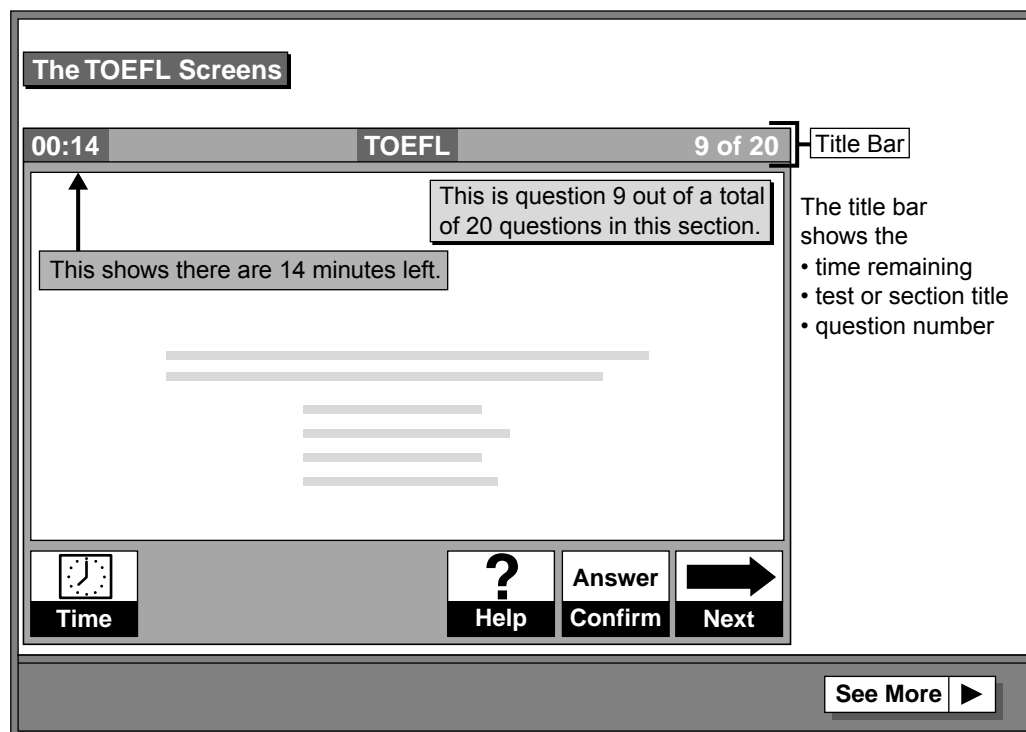 The TOEFL Screens
00:14 TOEFL 9 of 20
Title Bar
This is question 9 out of a total
of 20 questions in this section.
This shows there are 14 minutes left.
The title bar
shows the
• time remaining
• test or section title
• question number
?
Answer
Time Help Confirm Next
See More